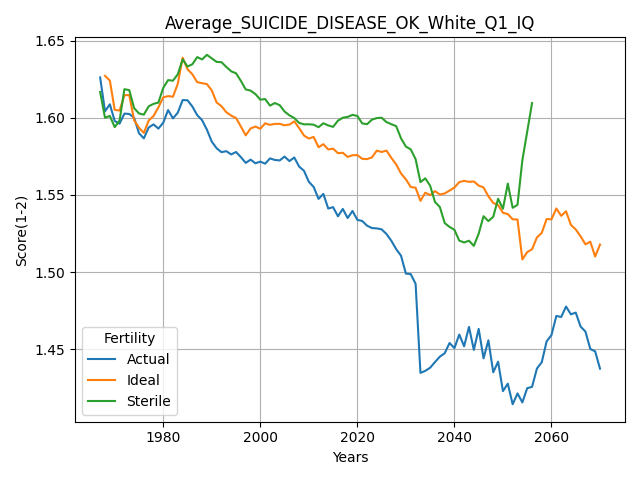 Average_SUICIDE_DISEASE_OK_White_Q1_IQ
1.65
1.60
1.55
1.50
1.45
Score(1-2)
Fertility
Actual
Ideal
Sterile
1980
2000
2020
2040
2060
Years